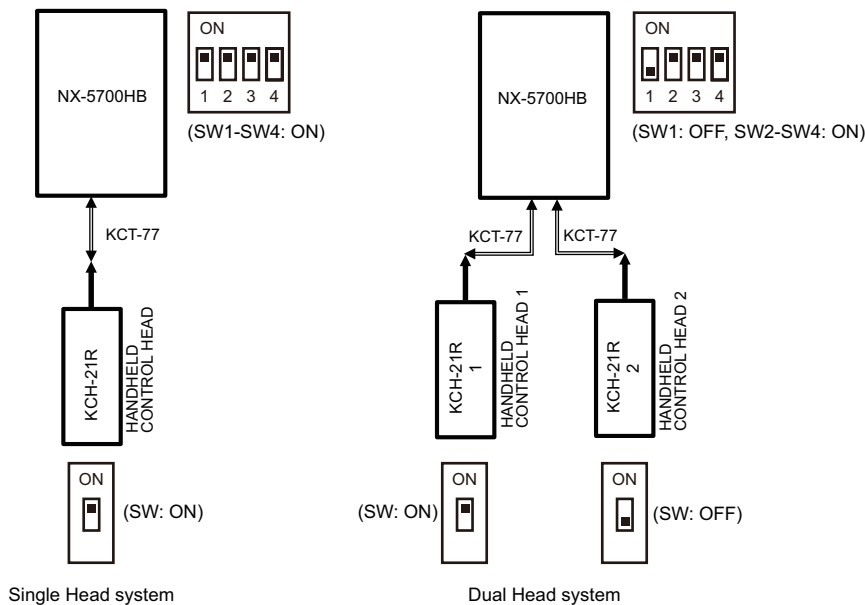 NX-5700HB
ON
1 2 3 4
(SW1-SW4: ON)
KCT-77
KCH-21R
HANDHELD
CONTROL HEAD
ON
(SW: ON)
Single Head system
NX-5700HB
ON
1 2 3 4
(SW1: OFF, SW2-SW4: ON)
KCT-77
KCT-77
KCH-21R
1
HANDHELD
CONTROL HEAD 1
KCH-21R
2
HANDHELD
CONTROL HEAD 2
(SW: ON)
ON
ON
(SW: OFF)
Dual Head system